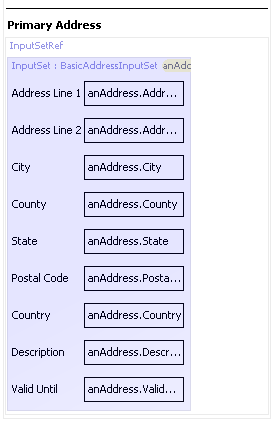 Primary Address
InputSetRef
InputSet : BasicAddressInputSet anAdd
Address Line 1 anAddress.Addr...
Address Line 2 anAddress.Addr...
City anAddress.City
County anAddress.County
State anAddress.State
Postal Code anAddress.Posta...
Country anAddress.Country
Description anAddress.Descr...
Valid Until anAddress.Valid...